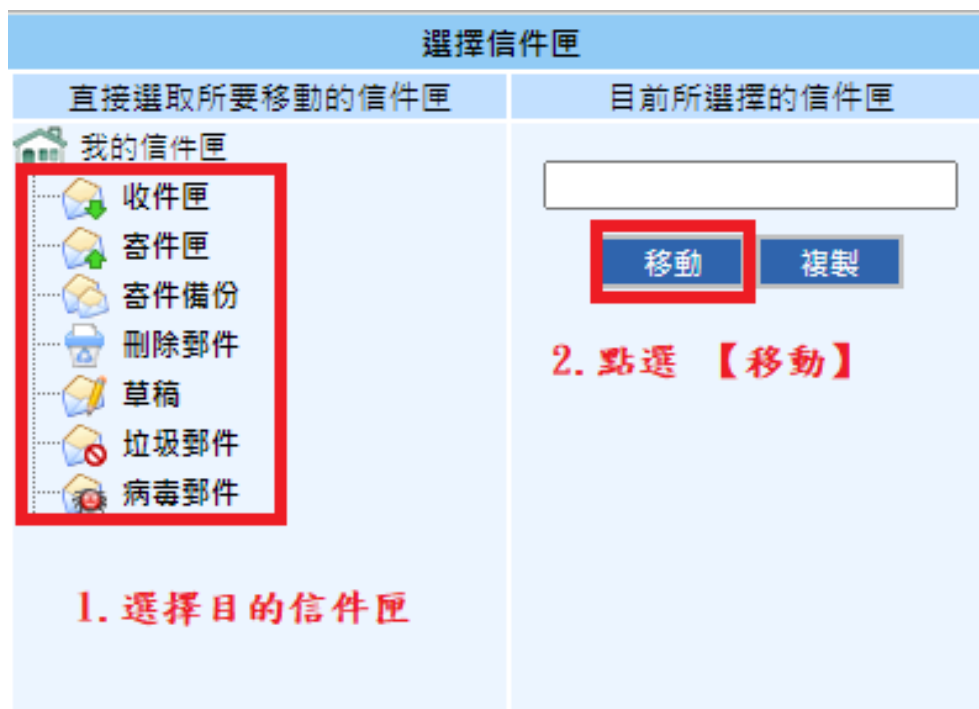 選擇信件匣
直接選取所要移動的信件匣
目前所選擇的信件匣
我的信件匣
收件匣
寄件匣
寄件備份
刪除郵件
草稿
垃圾郵件
病毒郵件
1.選擇目的信件匣
移動
複製
2.點選 【移動】